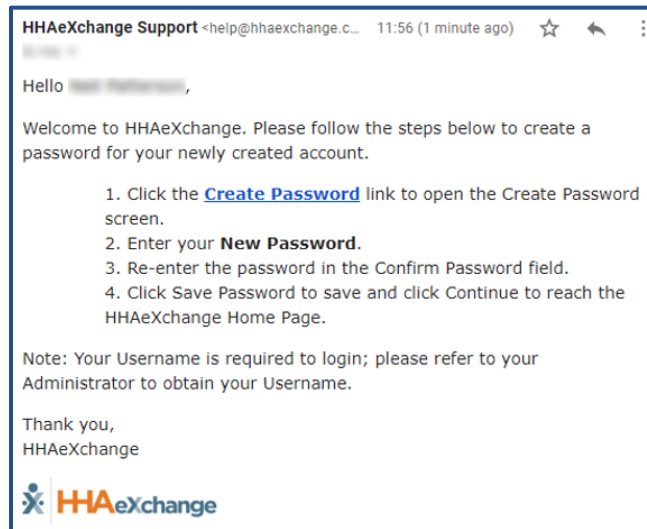 HHAeXchange Support <help@hhaexchange.c... 11:56 (1 minute ago)
Hello ,
Welcome to HHAeXchange. Please follow the steps below to create a
password for your newly created account.
1. Click the Create Password link to open the Create Password
screen.
2. Enter your New Password.
3. Re-enter the password in the Confirm Password field.
4. Click Save Password to save and click Continue to reach the
HHAeXchange Home Page.
Note: Your Username is required to login; please refer to your
Administrator to obtain your Username.
Thank you,
HHAeXchange
HHAeXchange